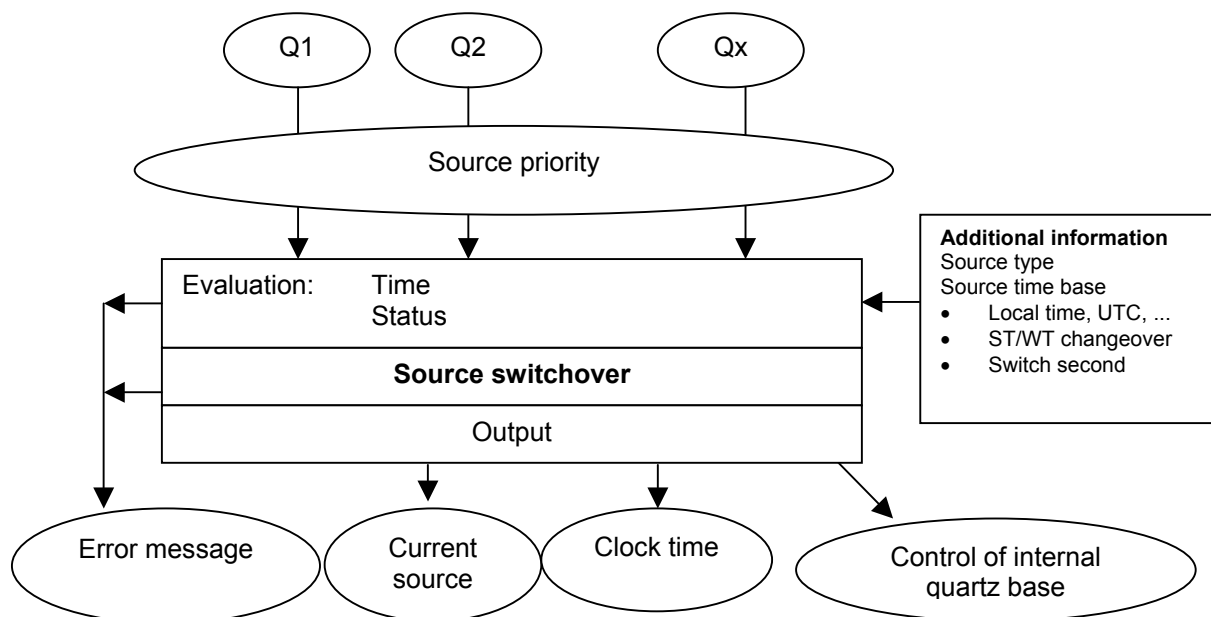 Q1 Q2 Qx
Source priority
Additional information
Source type
Source time base
• Local time, UTC, ...
• ST/WT changeover
• Switch second
Evaluation: Time
Status
Source switchover
Output
Error message
Current
source
Clock time
Control of internal
quartz base